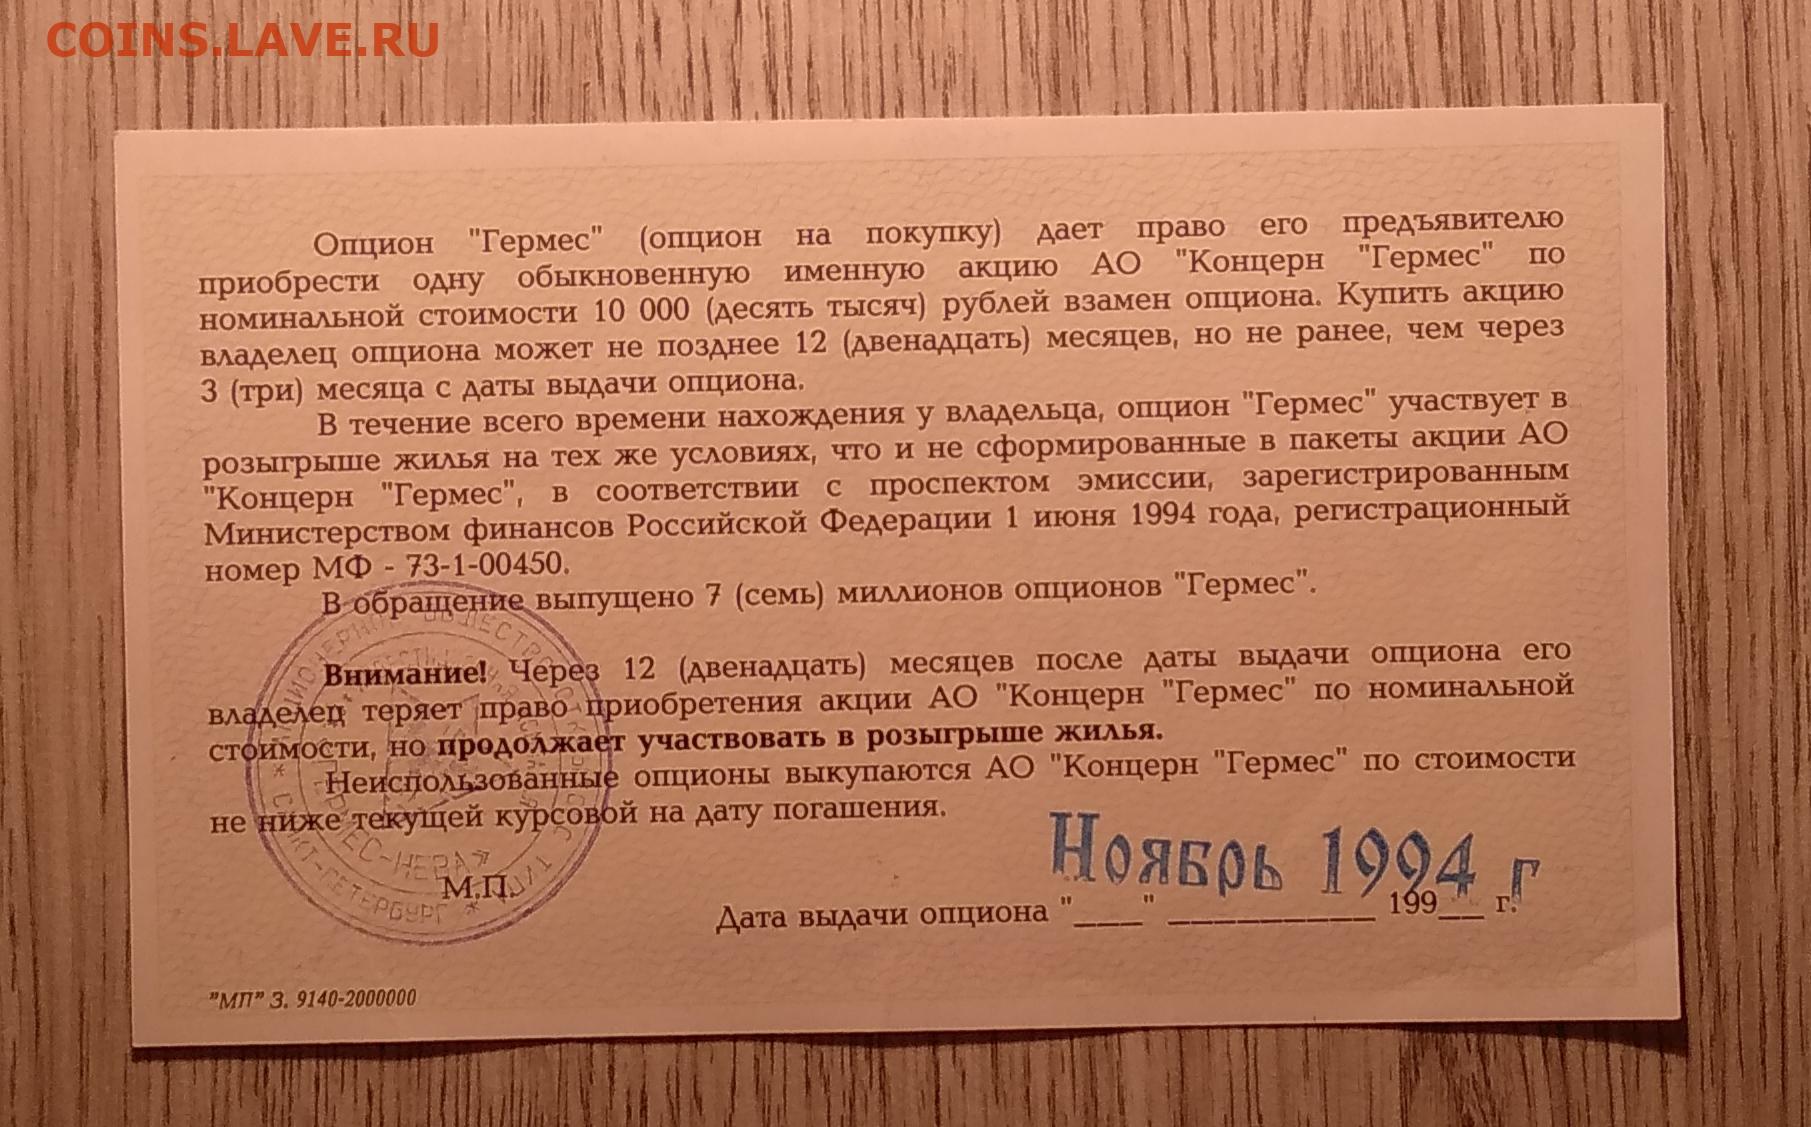 COINS.LAVE.RU
Опцион "Гермес" (опцион на покупку) дает право его предъявителю
приобрести одну обыкновенную именную акцию АО "Концерн "Гермес" по
номинальной стоимости 10 000 (десять тысяч) рублей взамен опциона. Купить акцию
владелец опциона может не позднее 12 (двенадцать) месяцев, но не ранее, чем через
3 (три) месяца с даты выдачи опциона.
В течение всего времени нахождения у владельца, опцион "Гермес" участвует в
розыгрыше жилья на тех же условиях, что и не сформированные в пакеты акции АО
"Концерн "Гермес", в соответствии с проспектом эмиссии, зарегистрированным
Министерством финансов Российской Федерации 1 июня 1994 года, регистрационный
номер МФ - 73-1-00450.
В обращение выпущено 7 (семь) миллионов опционов "Гермес".
Внимание! Через 12 (двенадцать) месяцев после даты выдачи опциона его
владелец теряет право приобретения акции АО "Концерн "Гермес" по номинальной
стоимости, но продолжает участвовать в розыгрыше жилья.
Неиспользованные опционы выкупаются АО "Концерн "Гермес" по стоимости
не ниже текущей курсовой на дату погашения.
Ноябрь 1994 г
М.П.
Дата выдачи опциона "___" ____________ 199__ г.
САНКТ-ПЕТЕРБУРГ
"МП" З. 9140-2000000